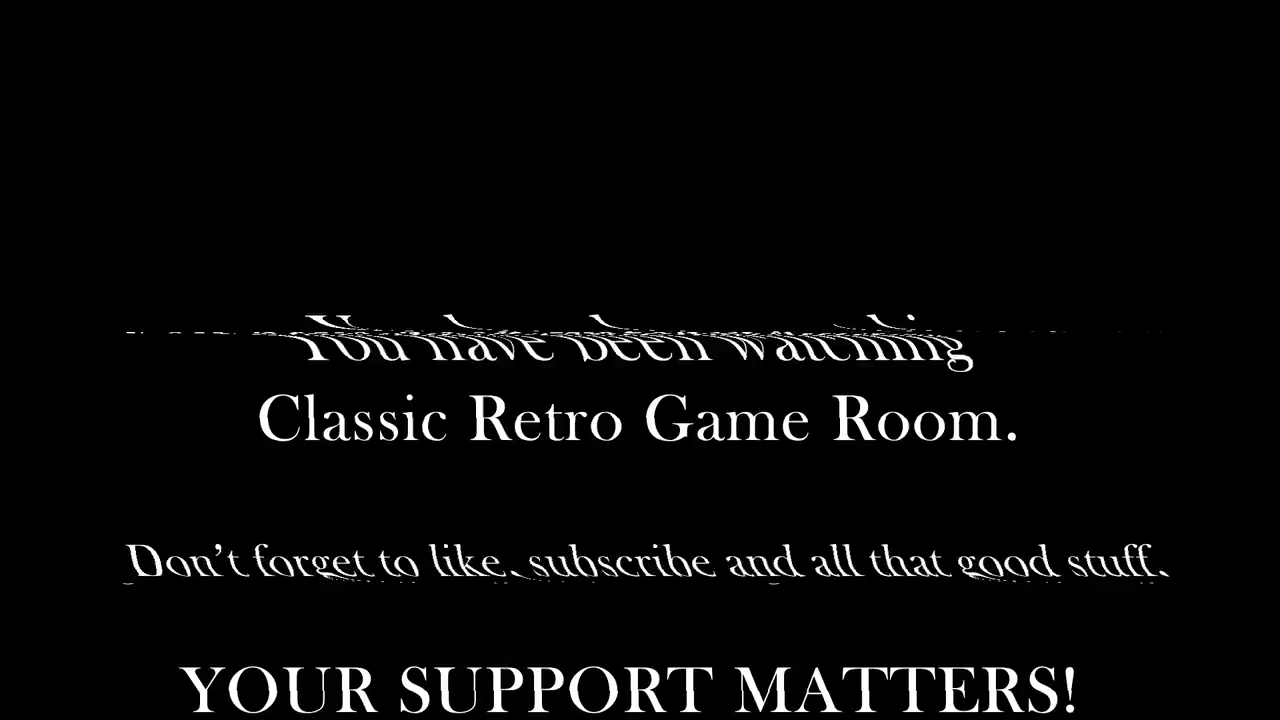 You have been watching
Classic Retro Game Room.
Don’t forget to like, subscribe and all that good stuff.
YOUR SUPPORT MATTERS!